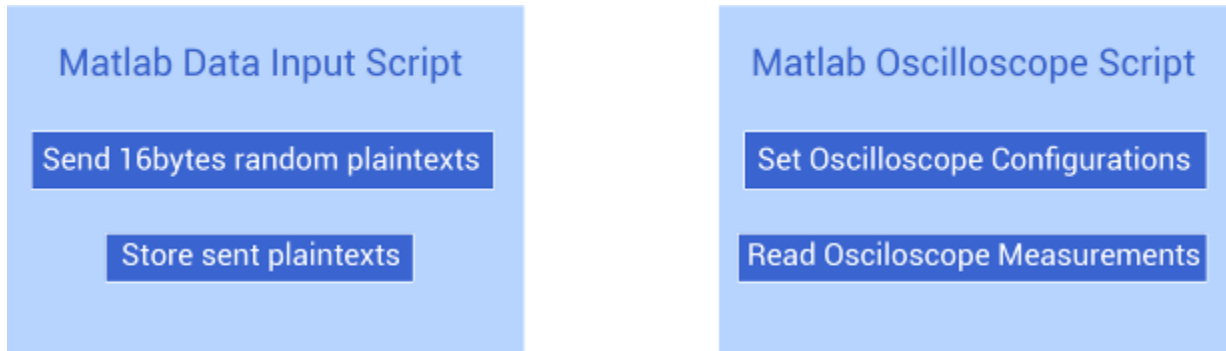 Matlab Data Input Script
Send 16bytes random plaintexts
Store sent plaintexts
Matlab Oscilloscope Script
Set Oscilloscope Configurations
Read Osciloscope Measurements